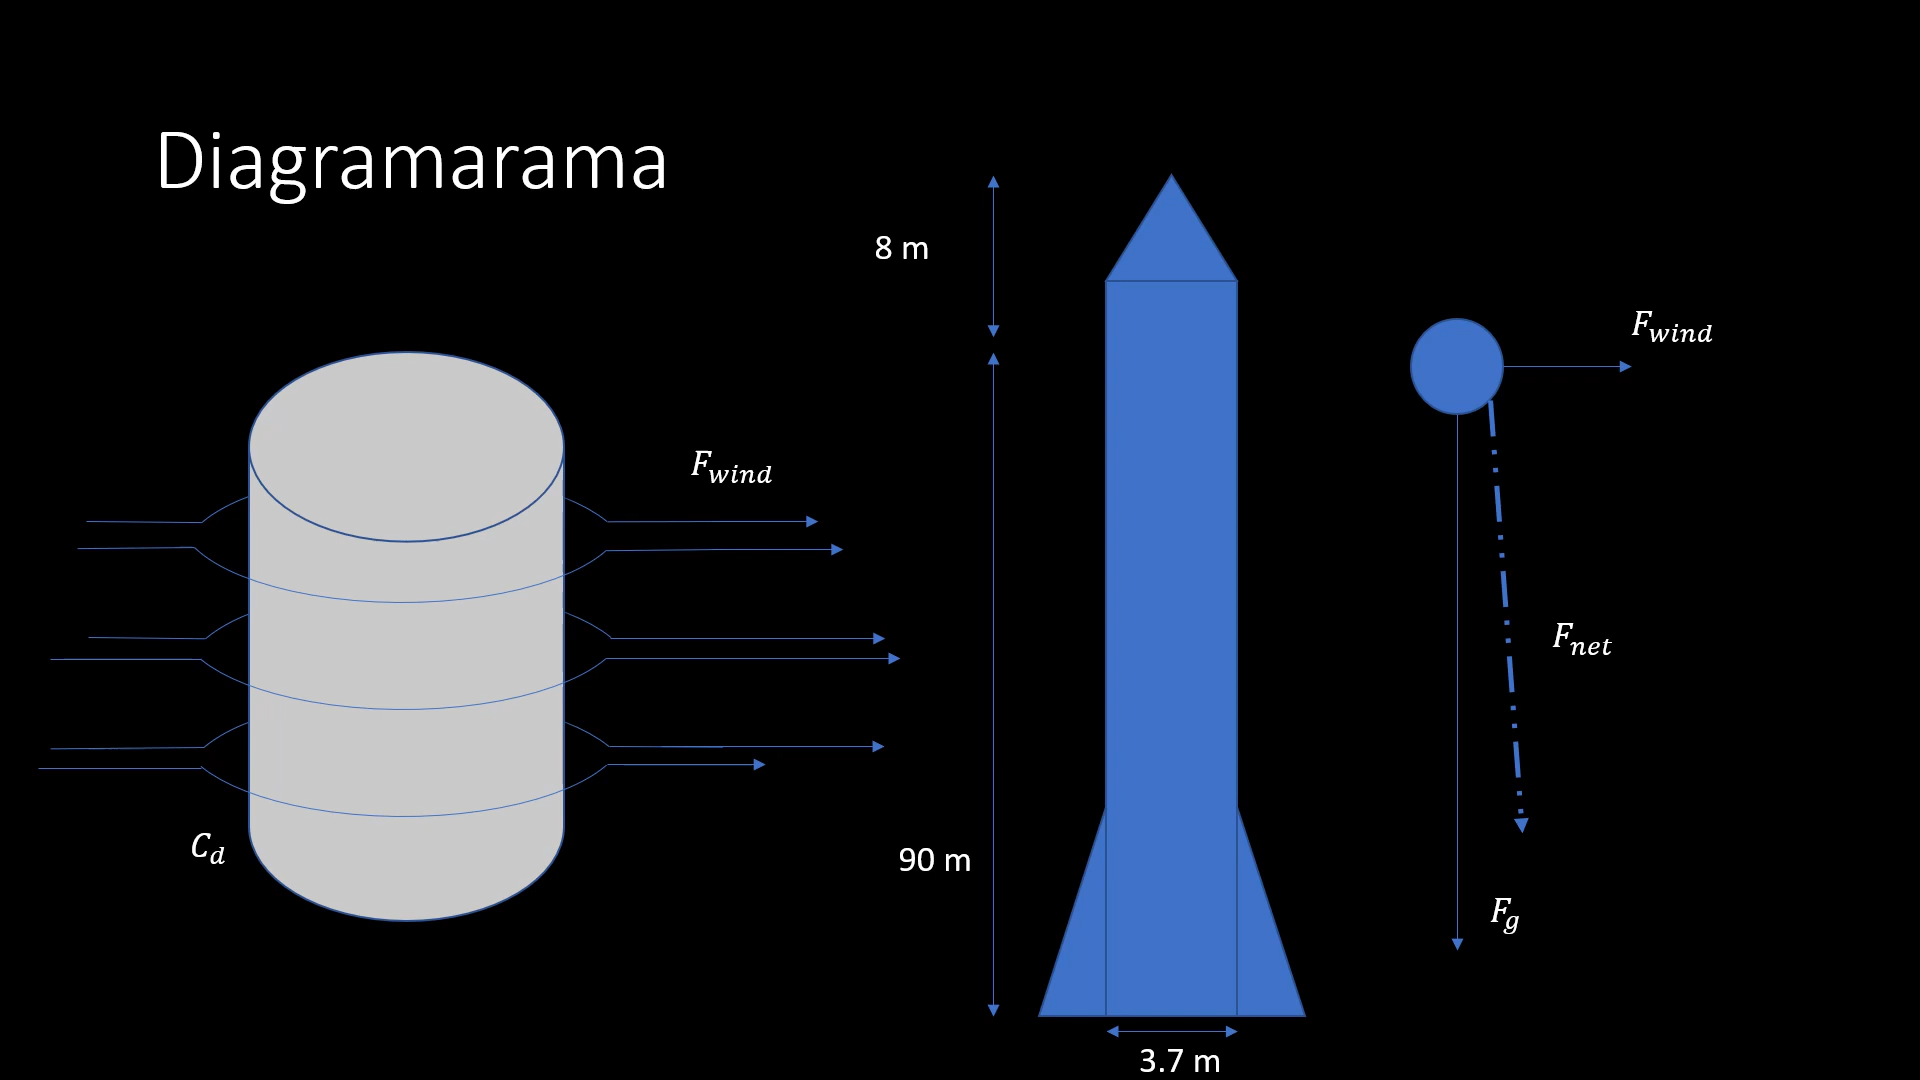 Diagramarama
8 m
F_wind
F_wind
F_net
C_d
90 m
F_g
3.7 m